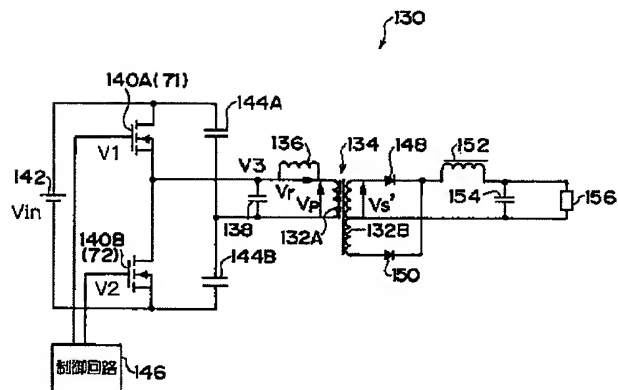 130
140A(71)
144A
136
134
148
152
V1
V3
142
Vr
Vin
VP
Vs'
154
156
138
132A
132B
140B
(72)
150
144B
V2
制御回路
146